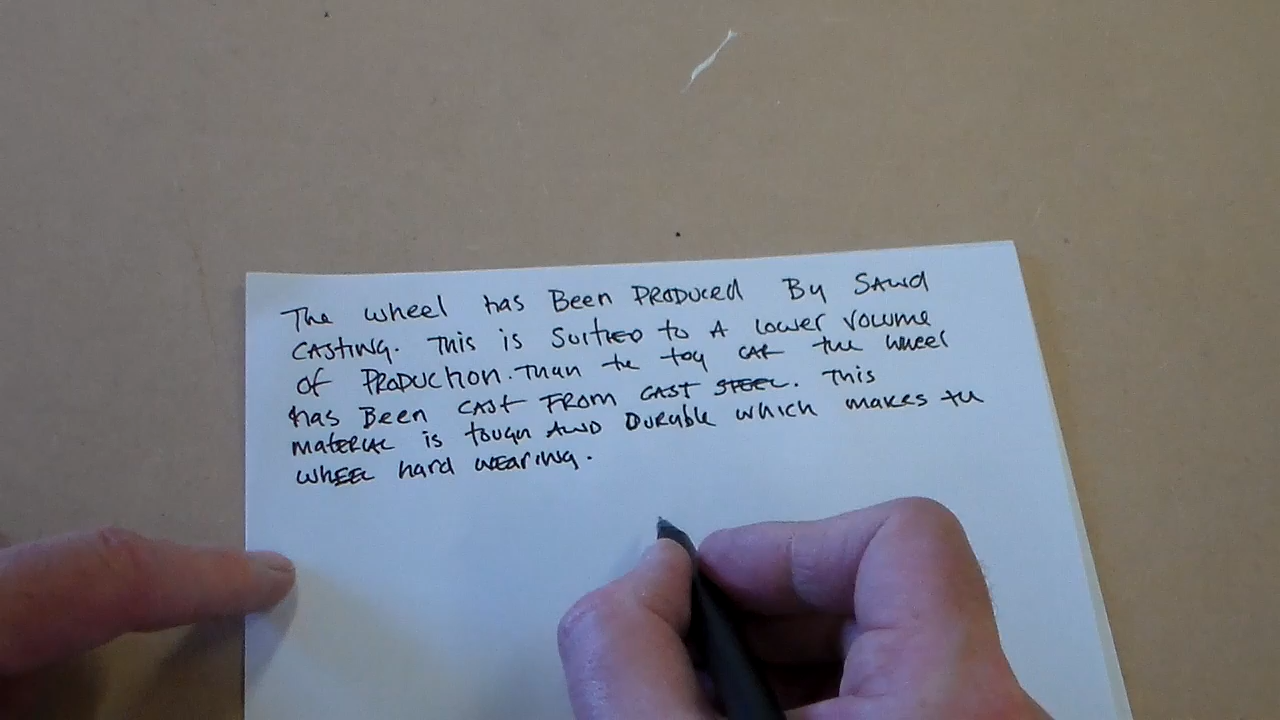 The wheel has Been PRODUCED By SAND
CASTING. This is SUITED to A lower VOLUME
OF PRODUCTION. Than the toy CAR the wheel
has BEEN CAST FROM CAST STEEL. This
MATERIAL is tough AND DURABLE which makes the
WHEEL hard WEARING.